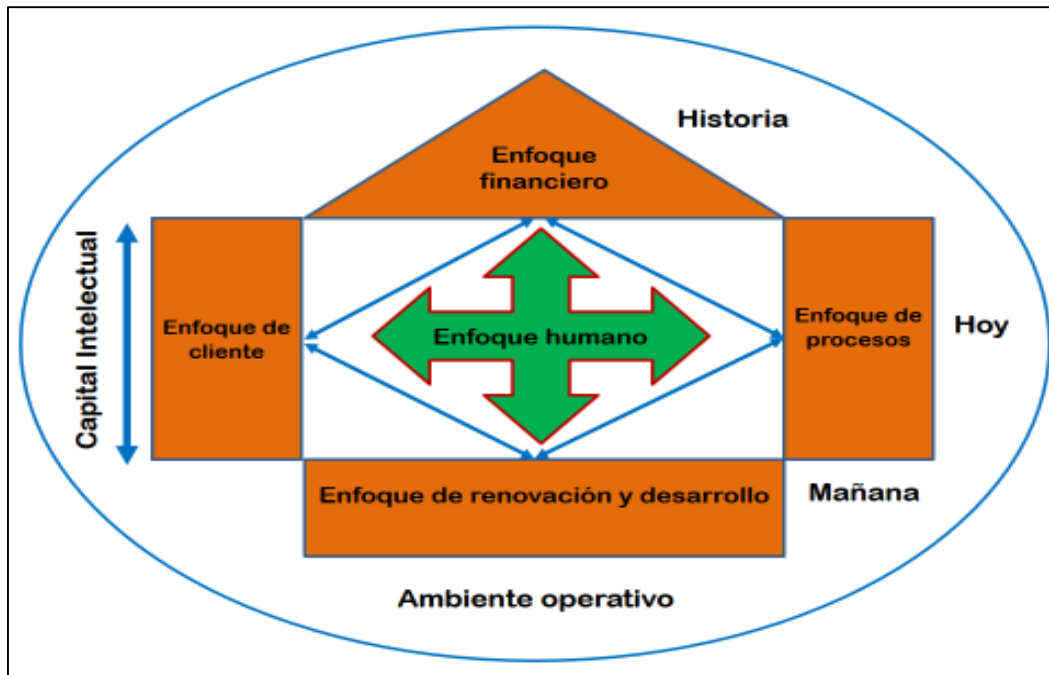 Historia
Enfoque
financiero
Capital Intelectual
Enfoque de
cliente
Enfoque humano
Enfoque de
procesos
Hoy
Enfoque de renovación y desarrollo
Mañana
Ambiente operativo